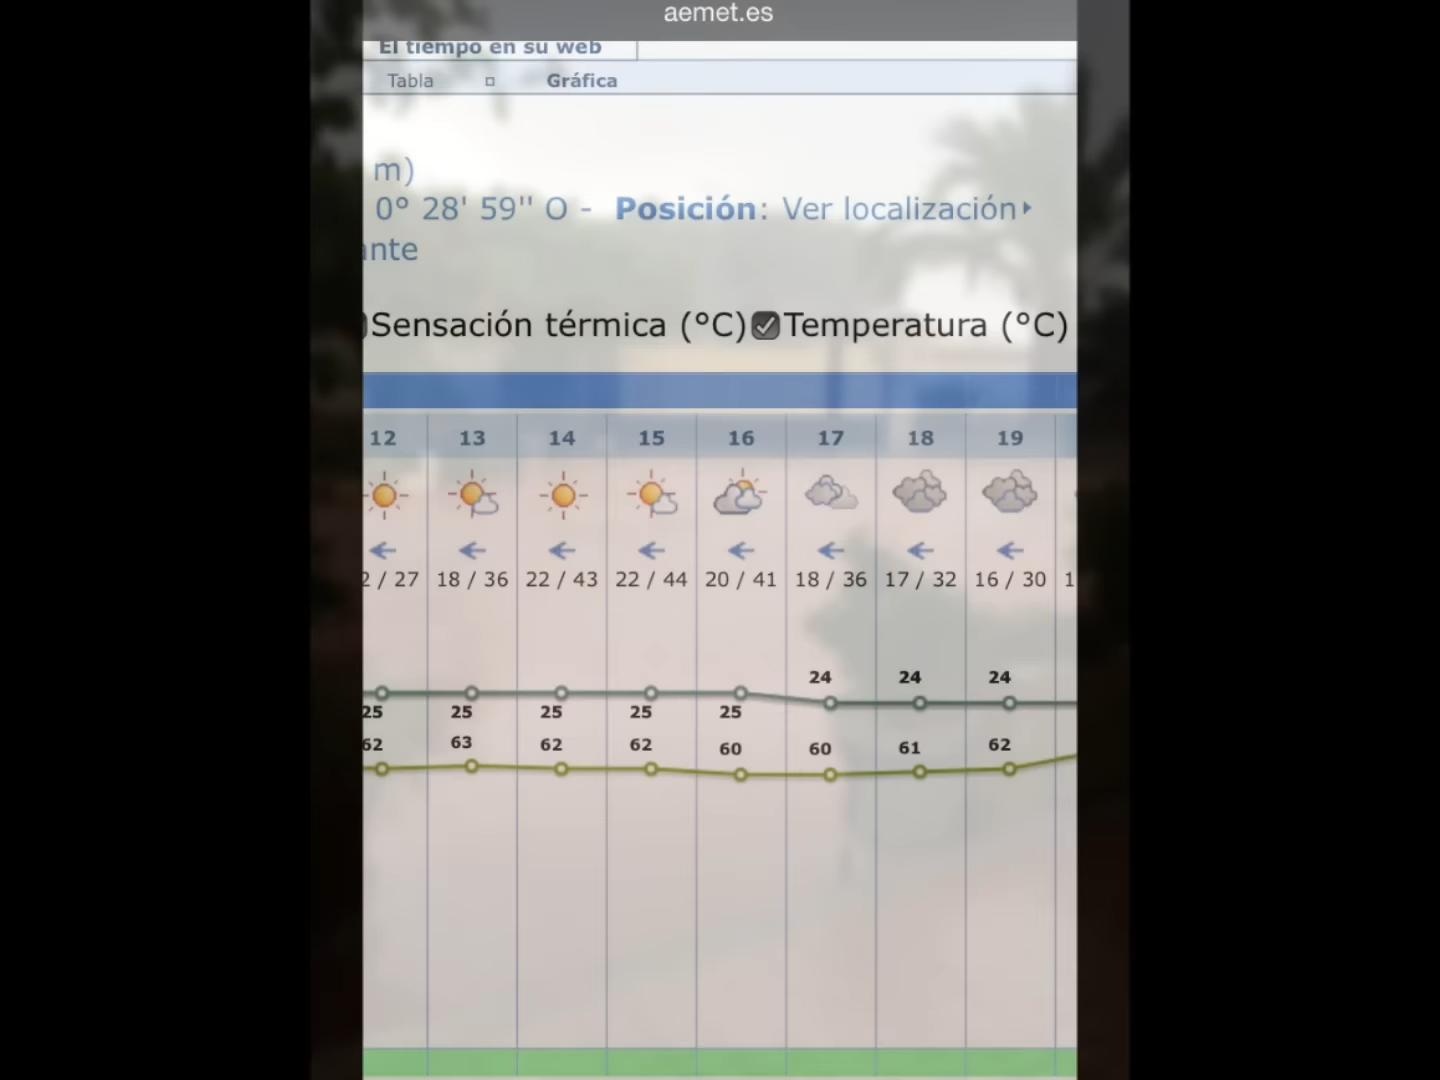 aemet.es
El tiempo en su web
Tabla Gráfica
m)
0° 28' 59'' O - Posición: Ver localización
Sensación térmica (°C) Temperatura (°C)
12 13 14 15 16 17 18 19
/ 27 18 / 36 22 / 43 22 / 44 20 / 41 18 / 36 17 / 32 16 / 30 1
24 24 24
25 25 25 25 25
62 63 62 62 60 60 61 62